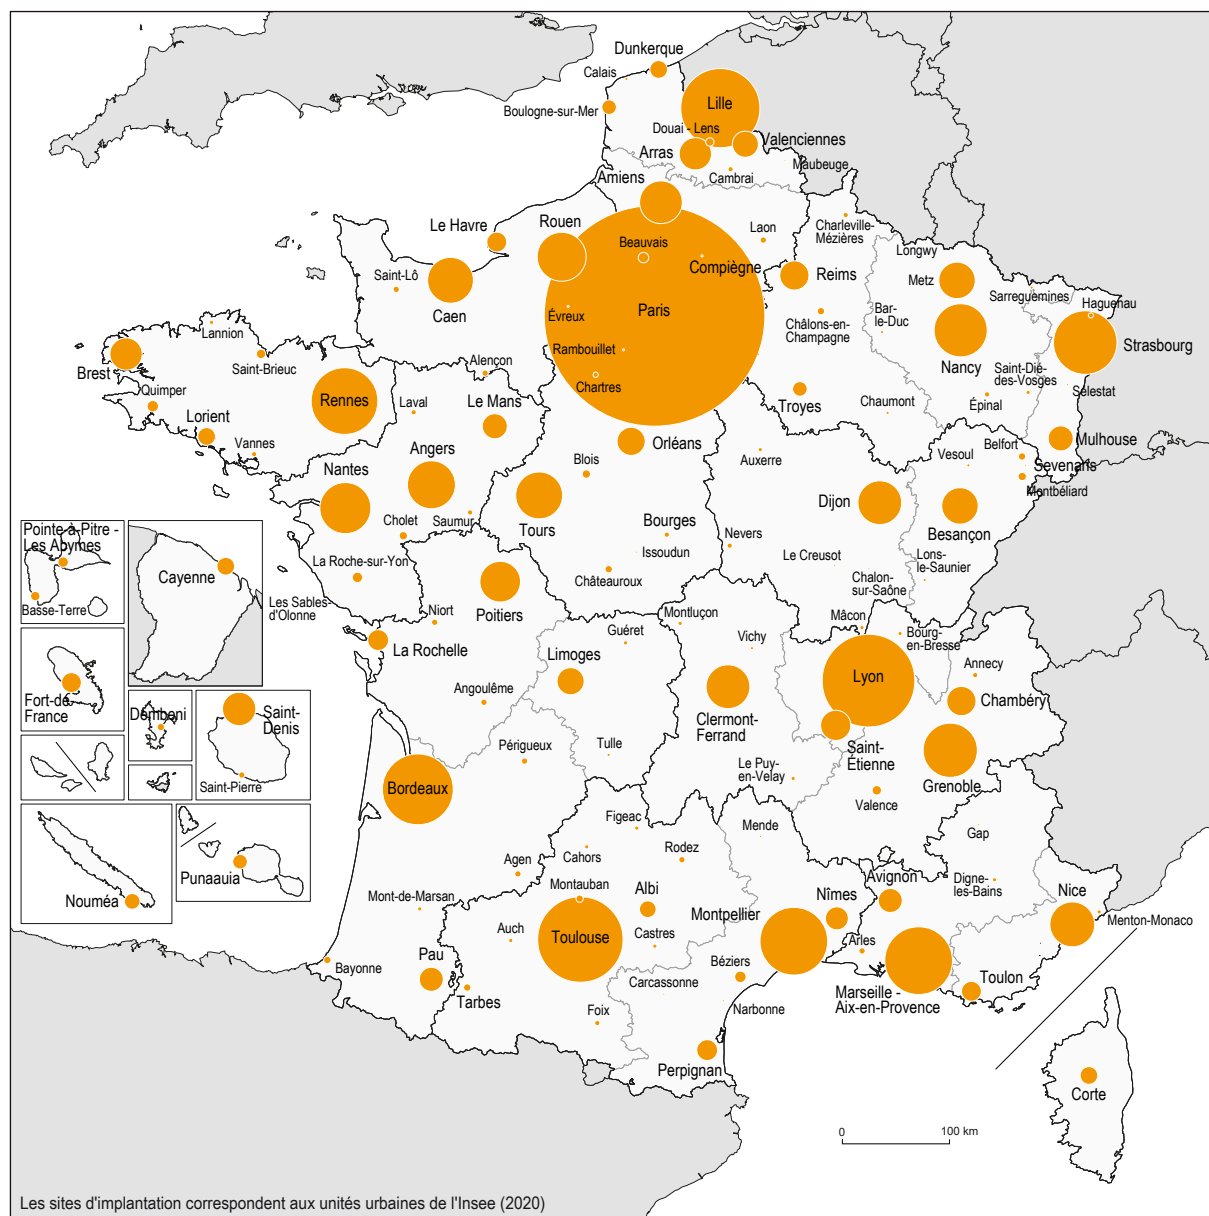 Dunkerque
Calais
Boulogne-sur-Mer
Lille
Douai - Lens
Valenciennes
Arras
Maubeuge
Cambrai
Amiens
Le Havre
Rouen
Beauvais
Compiègne
Laon
Charleville-
Mézières
Longwy
Saint-Lô
Caen
Évreux
Paris
Reims
Metz
Sarreguemines
Haguenau
Châlons-en-
Champagne
Bar-
le-Duc
Strasbourg
Nancy
Lannion
Brest
Saint-Brieuc
Alençon
Rambouillet
Chartres
Troyes
Chaumont
Saint-Dié-
des-Vosges
Épinal
Sélestat
Quimper
Lorient
Rennes
Laval
Le Mans
Vannes
Orléans
Mulhouse
Belfort
Sevenans
Montbéliard
Vesoul
Auxerre
Nantes
Angers
Blois
Tours
Dijon
Besançon
Cholet
Saumur
Bourges
Issoudun
Nevers
Le Creusot
Lons-
le-Saunier
Chalon-
sur-Saône
La Roche-sur-Yon
Châteauroux
Les Sables-
d'Olonne
Niort
Poitiers
Montluçon
Mâcon
Bourg-
en-Bresse
La Rochelle
Guéret
Vichy
Limoges
Lyon
Annecy
Chambéry
Angoulême
Clermont-
Ferrand
Saint-
Étienne
Périgueux
Tulle
Le Puy-
en-Velay
Grenoble
Valence
Bordeaux
Figeac
Mende
Gap
Cahors
Rodez
Agen
Montauban
Albi
Avignon
Digne-
les-Bains
Nice
Menton-Monaco
Mont-de-Marsan
Nîmes
Montpellier
Auch
Toulouse
Castres
Arles
Bayonne
Pau
Tarbes
Béziers
Carcassonne
Narbonne
Marseille -
Aix-en-Provence
Toulon
Foix
Perpignan
Corte
Pointe-à-Pitre -
Les Abymes
Basse-Terre
Cayenne
Fort-de-
France
Dembeni
Saint-
Denis
Saint-Pierre
Nouméa
Punaauia
0
100 km
Les sites d'implantation correspondent aux unités urbaines de l'Insee (2020)